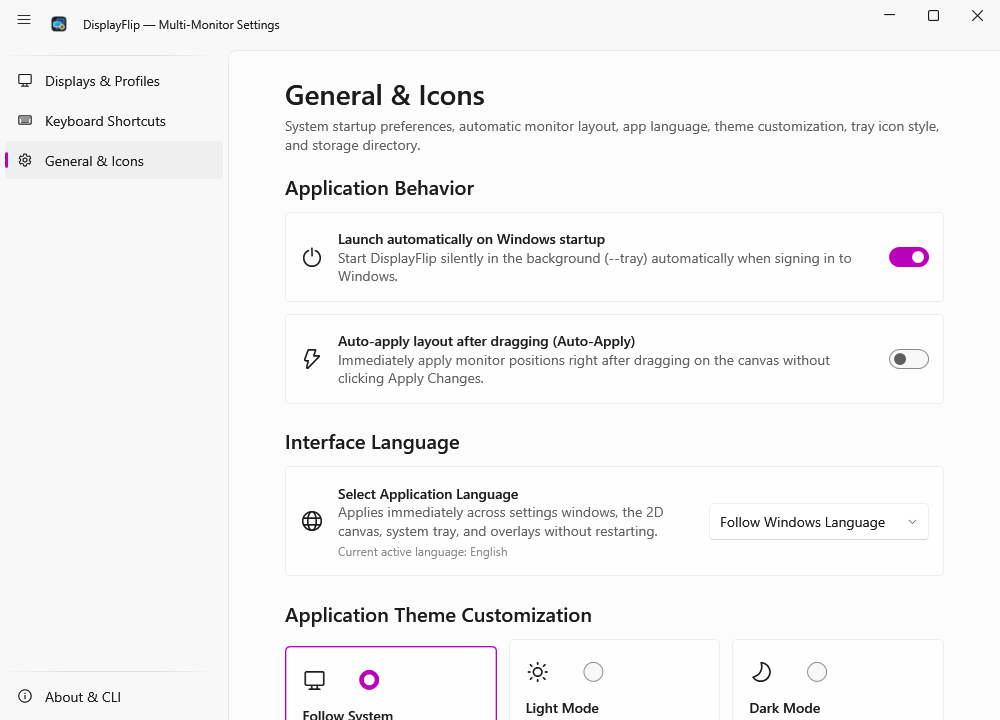 DisplayFlip — Multi-Monitor Settings
Displays & Profiles
Keyboard Shortcuts
General & Icons
About & CLI
General & Icons
System startup preferences, automatic monitor layout, app language, theme customization, tray icon style,
and storage directory.
Application Behavior
Launch automatically on Windows startup
Start DisplayFlip silently in the background (--tray) automatically when signing in to
Windows.
Auto-apply layout after dragging (Auto-Apply)
Immediately apply monitor positions right after dragging on the canvas without
clicking Apply Changes.
Interface Language
Select Application Language
Applies immediately across settings windows, the 2D
canvas, system tray, and overlays without restarting.
Current active language: English
Follow Windows Language
Application Theme Customization
Follow System
Light Mode
Dark Mode